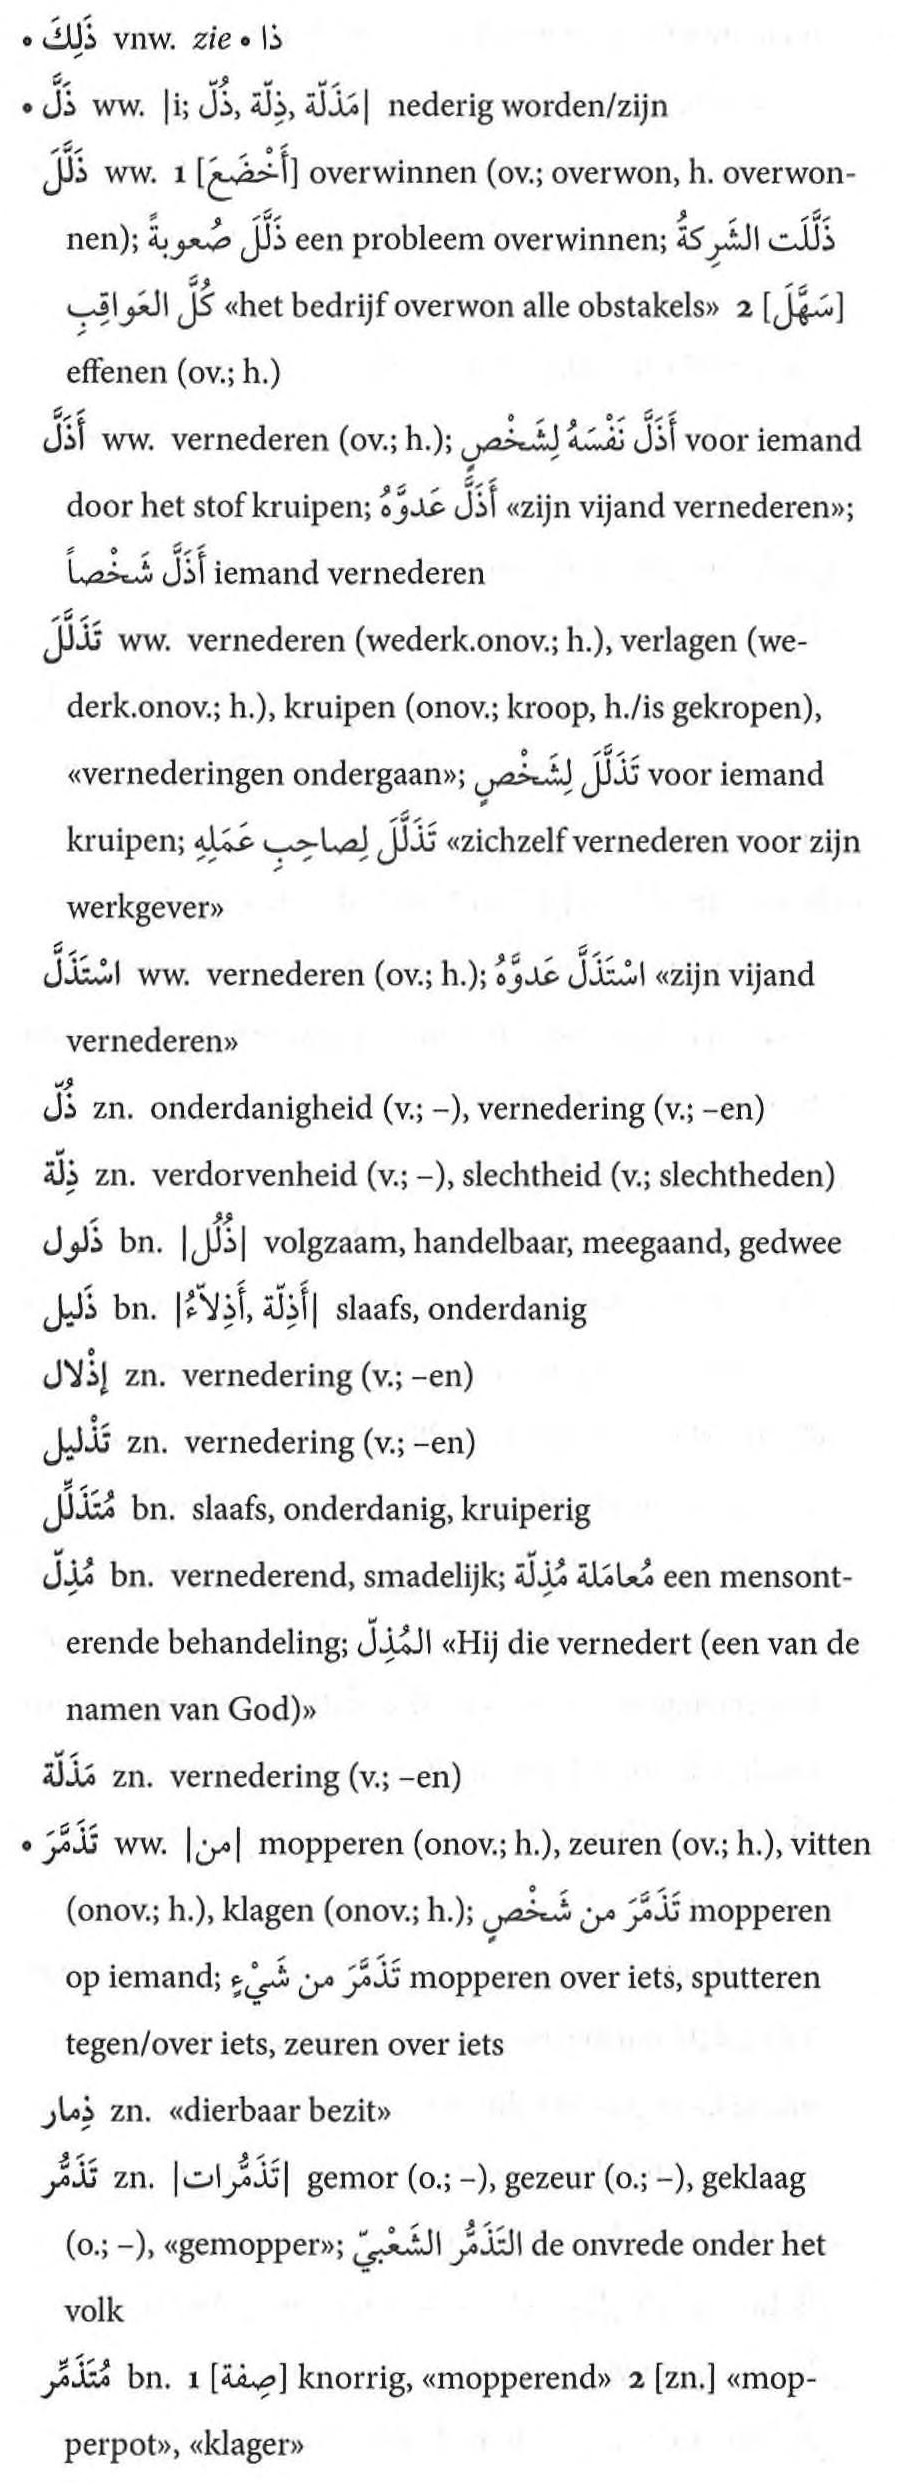 • ذَلِكَ vnw. zie • ذا
• ذَلَّ ww. |i; ذُلّ, ذِلّة, مَذَلّة| nederig worden/zijn
ذَلَّلَ ww. 1 [أَخْضَعَ] overwinnen (ov.; overwon, h. overwon-
nen); ذَلَّلَ صُعوبةً een probleem overwinnen; ذَلَّلَت الشَرِكةُ
كُلَّ العَواقِبِ «het bedrijf overwon alle obstakels» 2 [سَهَّلَ]
effenen (ov.; h.)
أَذَلَّ ww. vernederen (ov.; h.); أَذَلَّ نَفْسَهُ لِشَخْصٍ voor iemand
door het stof kruipen; أَذَلَّ عَدوَّهُ «zijn vijand vernederen»;
أَذَلَّ شَخْصاً iemand vernederen
تَذَلَّلَ ww. vernederen (wederk.onov.; h.), verlagen (we-
derk.onov.; h.), kruipen (onov.; kroop, h./is gekropen),
«vernederingen ondergaan»; تَذَلَّلَ لِشَخْصٍ voor iemand
kruipen; تَذَلَّلَ لِصاحِبِ عَمَلِهِ «zichzelf vernederen voor zijn
werkgever»
اسْتَذَلَّ ww. vernederen (ov.; h.); اسْتَذَلَّ عَدوَّهُ «zijn vijand
vernederen»
ذُلّ zn. onderdanigheid (v.; –), vernedering (v.; –en)
ذِلّة zn. verdorvenheid (v.; –), slechtheid (v.; slechtheden)
ذَلول bn. |ذُلُل| volgzaam, handelbaar, meegaand, gedwee
ذَليل bn. |أَذِلّة, أَذِلاّءُ| slaafs, onderdanig
إذْلال zn. vernedering (v.; –en)
تَذْليل zn. vernedering (v.; –en)
مُتَذَلِّل bn. slaafs, onderdanig, kruiperig
مُذِلّ bn. vernederend, smadelijk; مُعامَلة مُذِلّة een mensont-
erende behandeling; المُذِلّ «Hij die vernedert (een van de
namen van God)»
مَذَلّة zn. vernedering (v.; –en)
• تَذَمَّرَ ww. |من| mopperen (onov.; h.), zeuren (ov.; h.), vitten
(onov.; h.), klagen (onov.; h.); تَذَمَّرَ من شَخْصٍ mopperen
op iemand; تَذَمَّرَ من شَيْءٍ mopperen over iets, sputteren
tegen/over iets, zeuren over iets
ذِمار zn. «dierbaar bezit»
تَذَمُّر zn. |تَذَمُّرات| gemor (o.; –), gezeur (o.; –), geklaag
(o.; –), «gemopper»; التَذَمُّر الشَعْبيّ de onvrede onder het
volk
مُتَذَمِّر bn. 1 [صِفة] knorrig, «mopperend» 2 [zn.] «mop-
perpot», «klager»